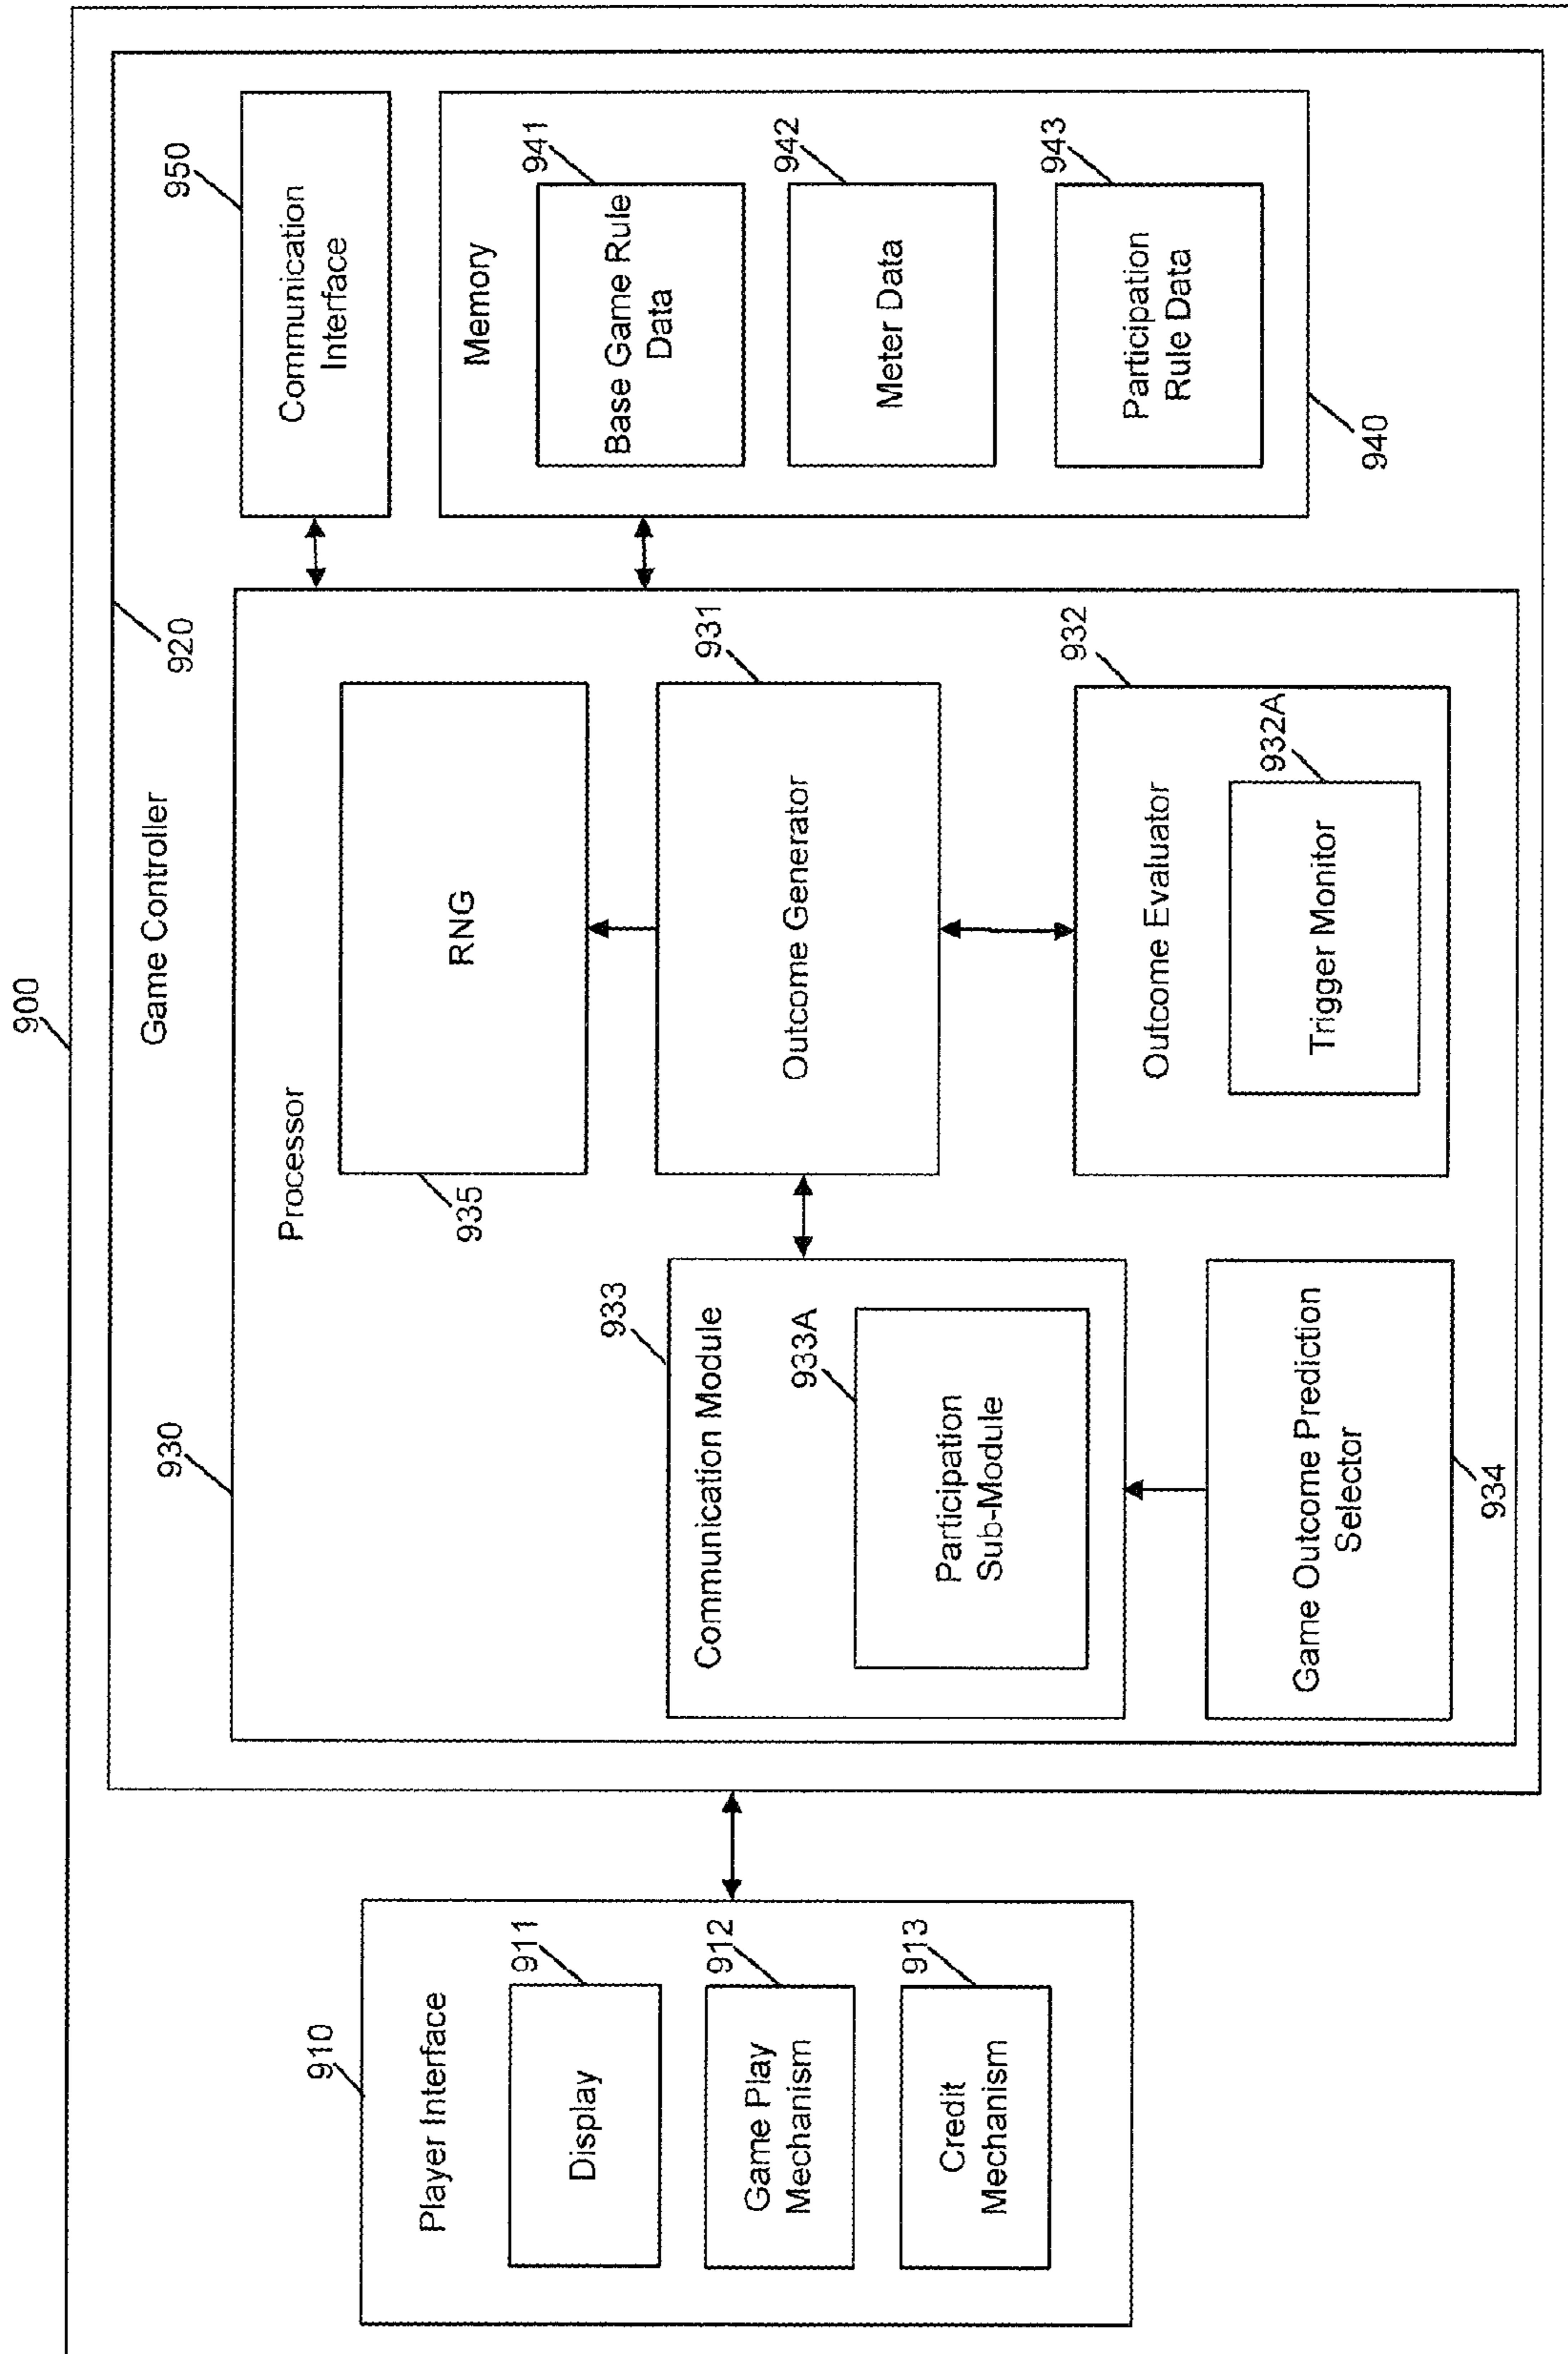 900
910
Player Interface
911
Display
912
Game Play
Mechanism
913
Credit
Mechanism
920
Game Controller
930
Processor
935
RNG
931
Outcome Generator
932
Outcome Evaluator
932A
Trigger Monitor
933
Communication Module
933A
Participation
Sub-Module
Game Outcome Prediction
Selector
934
950
Communication
Interface
Memory
941
Base Game Rule
Data
942
Meter Data
943
Participation
Rule Data
940